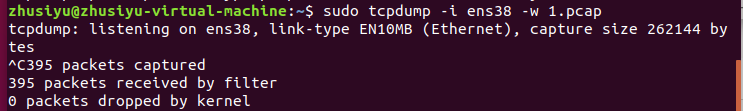 zhusiyu@zhusiyu-virtual-machine:~$ sudo tcpdump -i ens38 -w 1.pcap
tcpdump: listening on ens38, link-type EN10MB (Ethernet), capture size 262144 by
tes
^C395 packets captured
395 packets received by filter
0 packets dropped by kernel